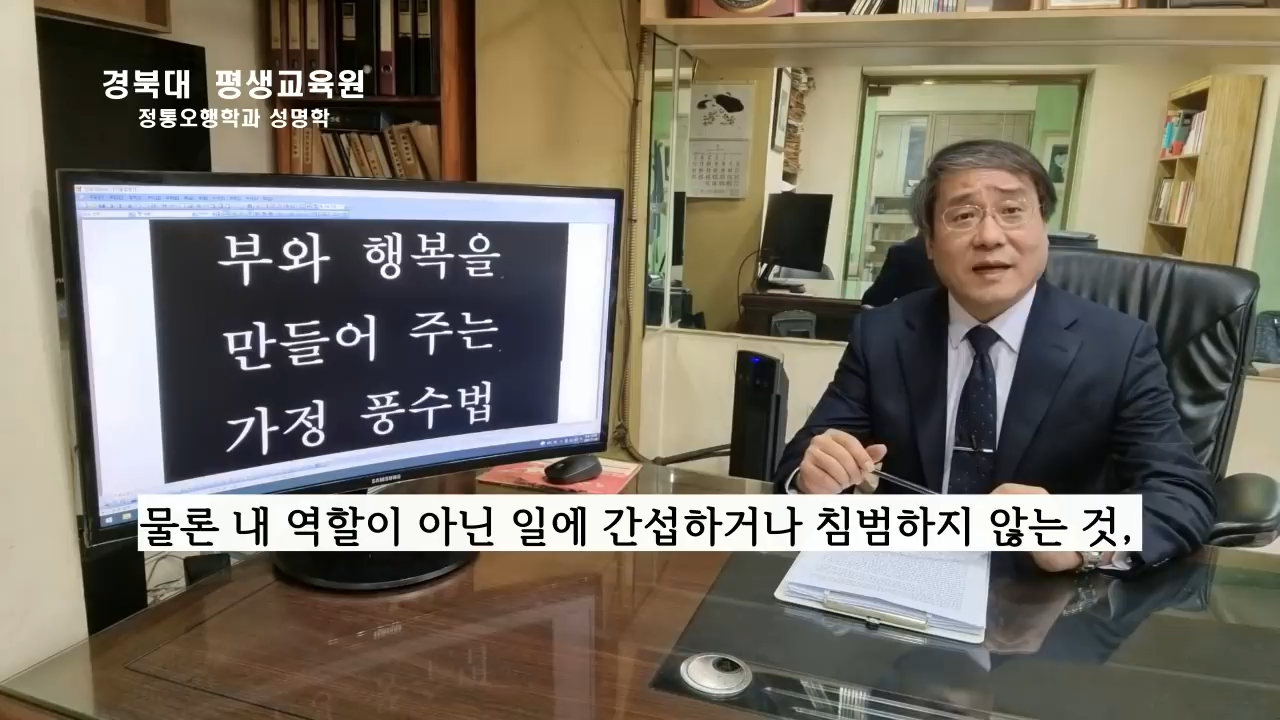 경북대 평생교육원
정통오행학과 성명학
부와 행복을
만들어 주는
가정 풍수법
SAMSUNG
물론 내 역할이 아닌 일에 간섭하거나 침범하지 않는 것,